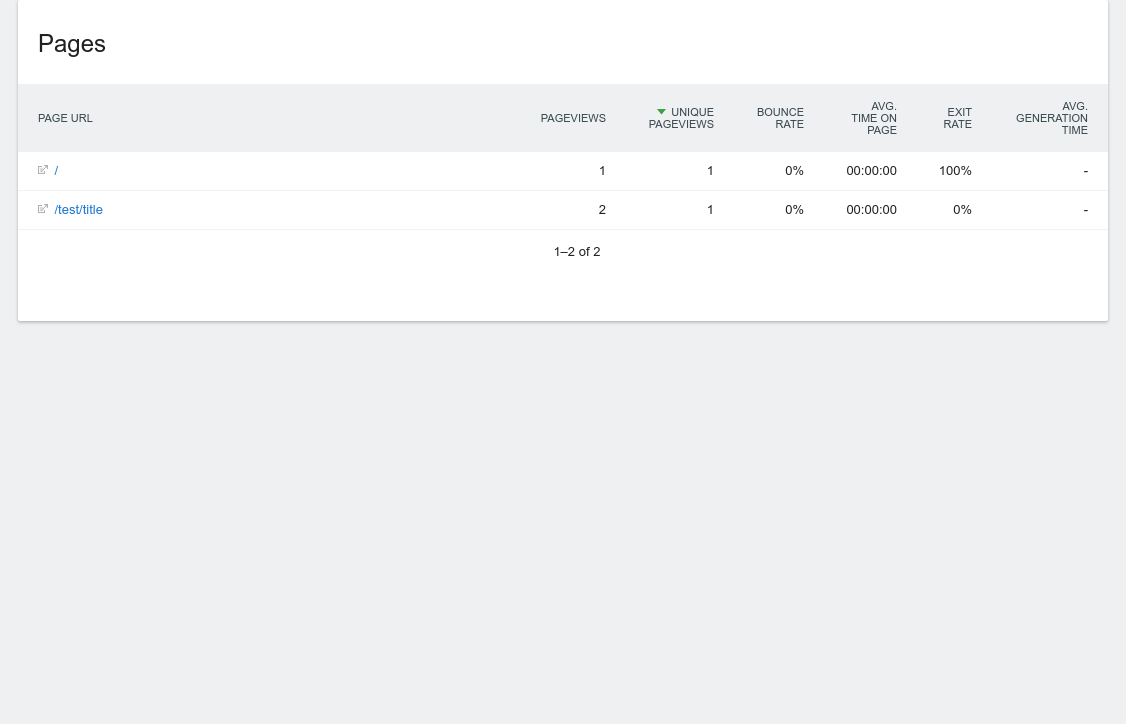 Pages
PAGE URL PAGEVIEWS UNIQUE PAGEVIEWS BOUNCE RATE AVG. TIME ON PAGE EXIT RATE AVG. GENERATION TIME
/ 1 1 0% 00:00:00 100% -
/test/title 2 1 0% 00:00:00 0% -
1–2 of 2